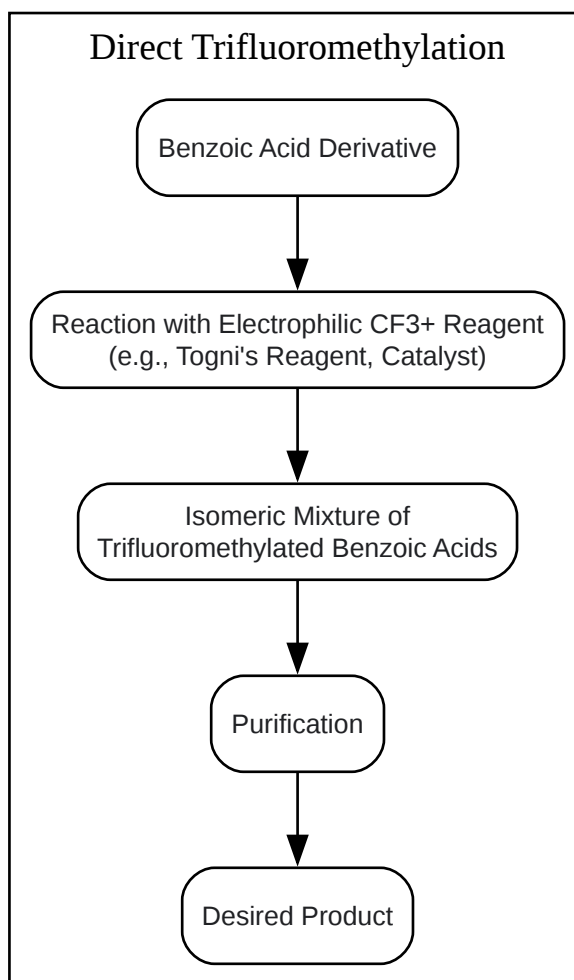 Direct Trifluoromethylation
Benzoic Acid Derivative
Reaction with Electrophilic CF3+ Reagent
(e.g., Togni's Reagent, Catalyst)
Isomeric Mixture of
Trifluoromethylated Benzoic Acids
Purification
Desired Product